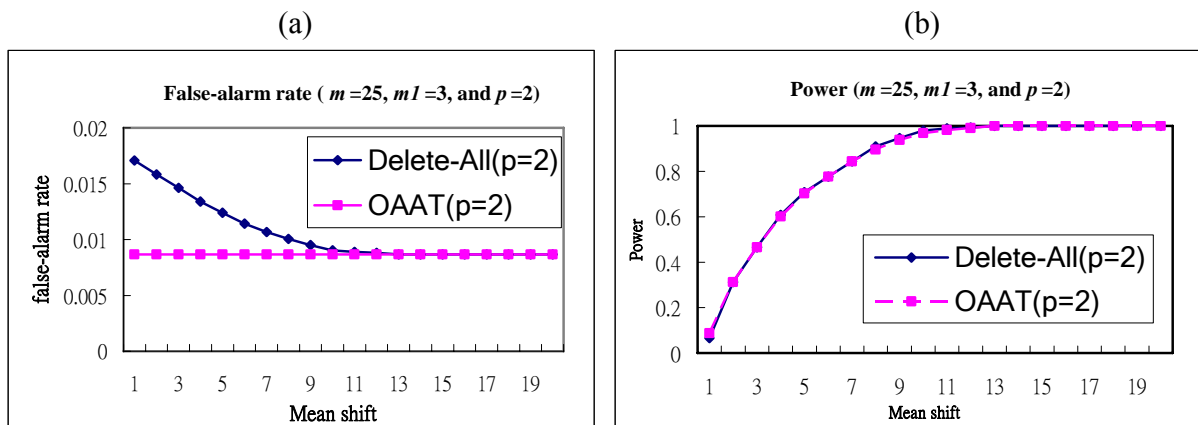 (a)
False-alarm rate ( m =25, m1 =3, and p =2)
false-alarm rate
0.02
0.015
0.01
0.005
0
Delete-All(p=2)
OAAT(p=2)
1 3 5 7 9 11 13 15 17 19
Mean shift
(b)
Power (m =25, m1 =3, and p =2)
Power
1
0.8
0.6
0.4
0.2
0
Delete-All(p=2)
OAAT(p=2)
1 3 5 7 9 11 13 15 17 19
Mean shift